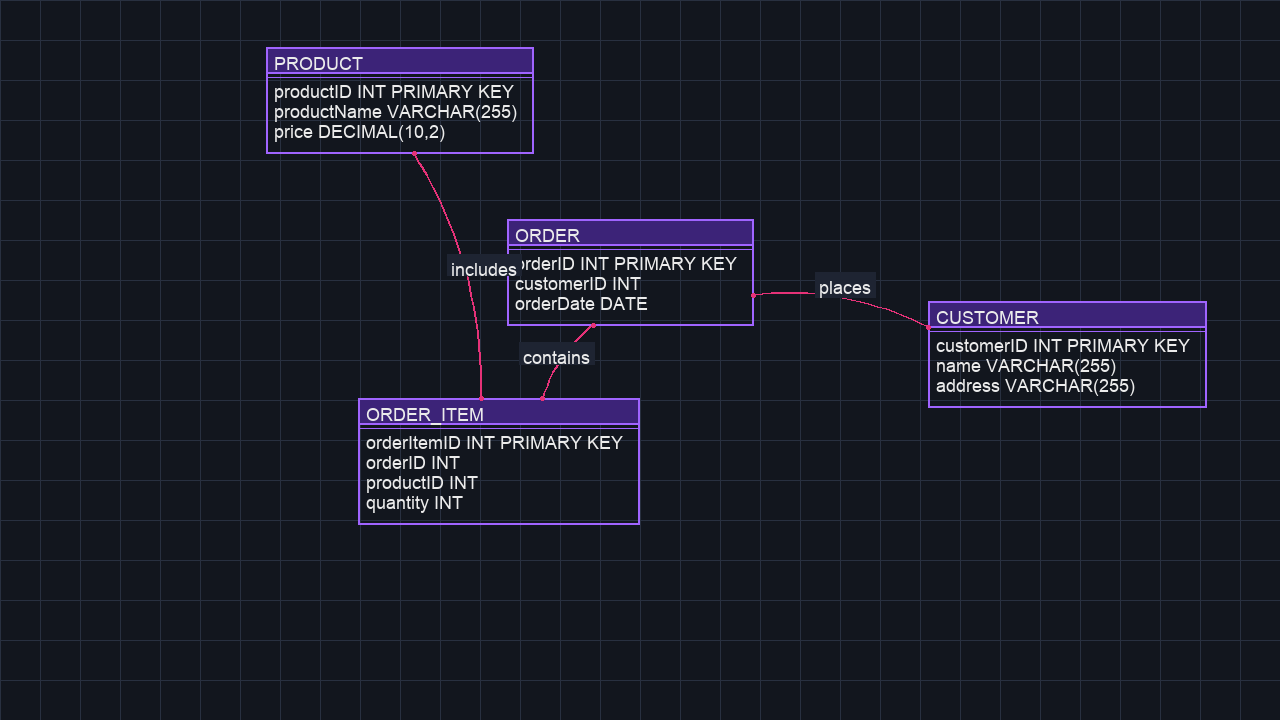 PRODUCT
productID INT PRIMARY KEY
productName VARCHAR(255)
price DECIMAL(10,2)
includes
ORDER
orderID INT PRIMARY KEY
customerID INT
orderDate DATE
places
CUSTOMER
customerID INT PRIMARY KEY
name VARCHAR(255)
address VARCHAR(255)
contains
ORDER_ITEM
orderItemID INT PRIMARY KEY
orderID INT
productID INT
quantity INT